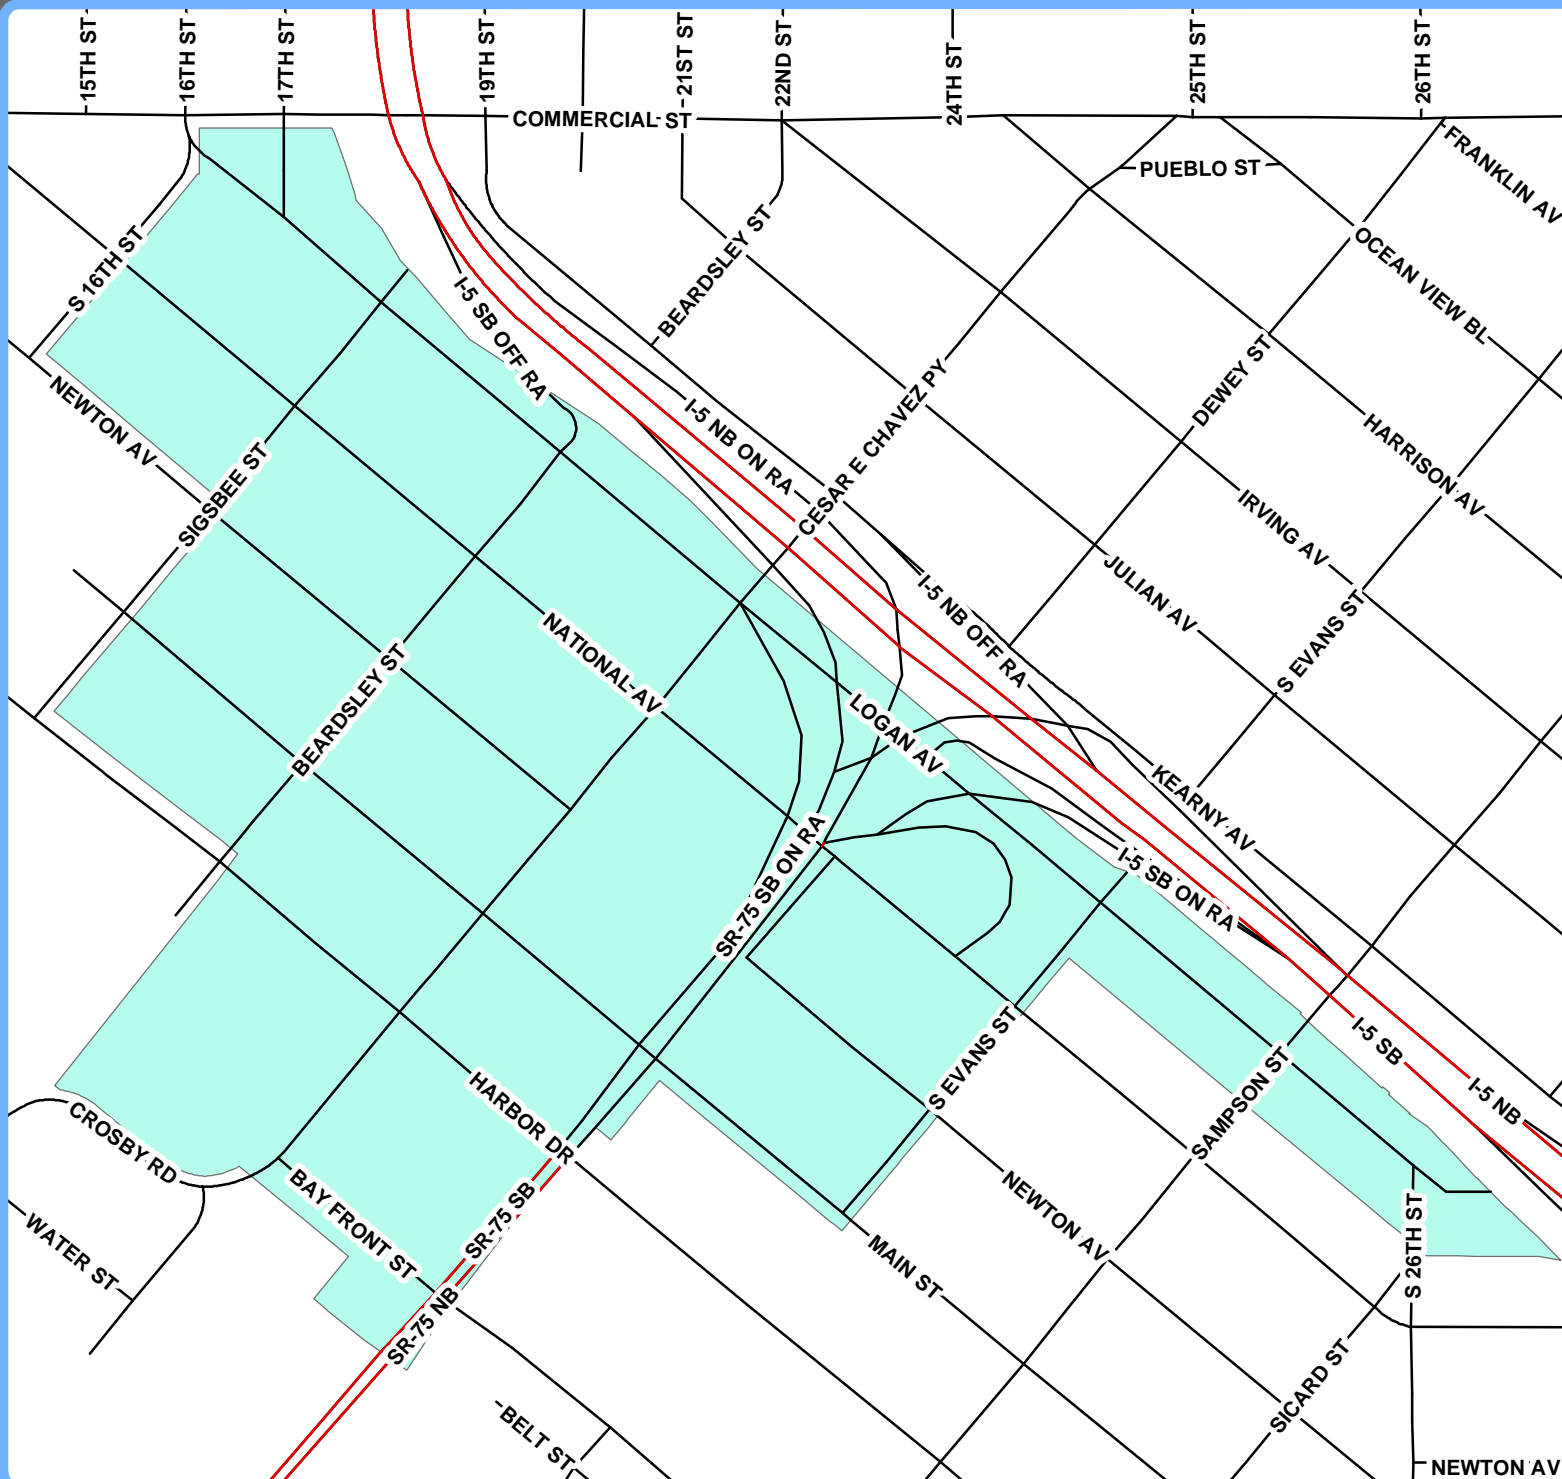 15TH ST
16TH ST
17TH ST
19TH ST
21ST ST
22ND ST
24TH ST
25TH ST
26TH ST
COMMERCIAL ST
PUEBLO ST
FRANKLIN AV
S 16TH ST
BEARDSLEY ST
OCEAN VIEW BL
I-5 SB OFF RA
DEWEY ST
NEWTON AV
I-5 NB ON RA
CESAR E CHAVEZ PY
HARRISON AV
SIGSBEE ST
IRVING AV
JULIAN AV
I-5 NB OFF RA
S EVANS ST
NATIONAL AV
BEARDSLEY ST
LOGAN AV
KEARNY AV
SR-75 SB ON RA
I-5 SB ON RA
I-5 SB
S EVANS ST
SAMPSON ST
I-5 NB
HARBOR DR
CROSBY RD
BAY FRONT ST
SR-75 SB
NEWTON AV
WATER ST
MAIN ST
S 26TH ST
SR-75 NB
SICARD ST
BELT ST
NEWTON AV